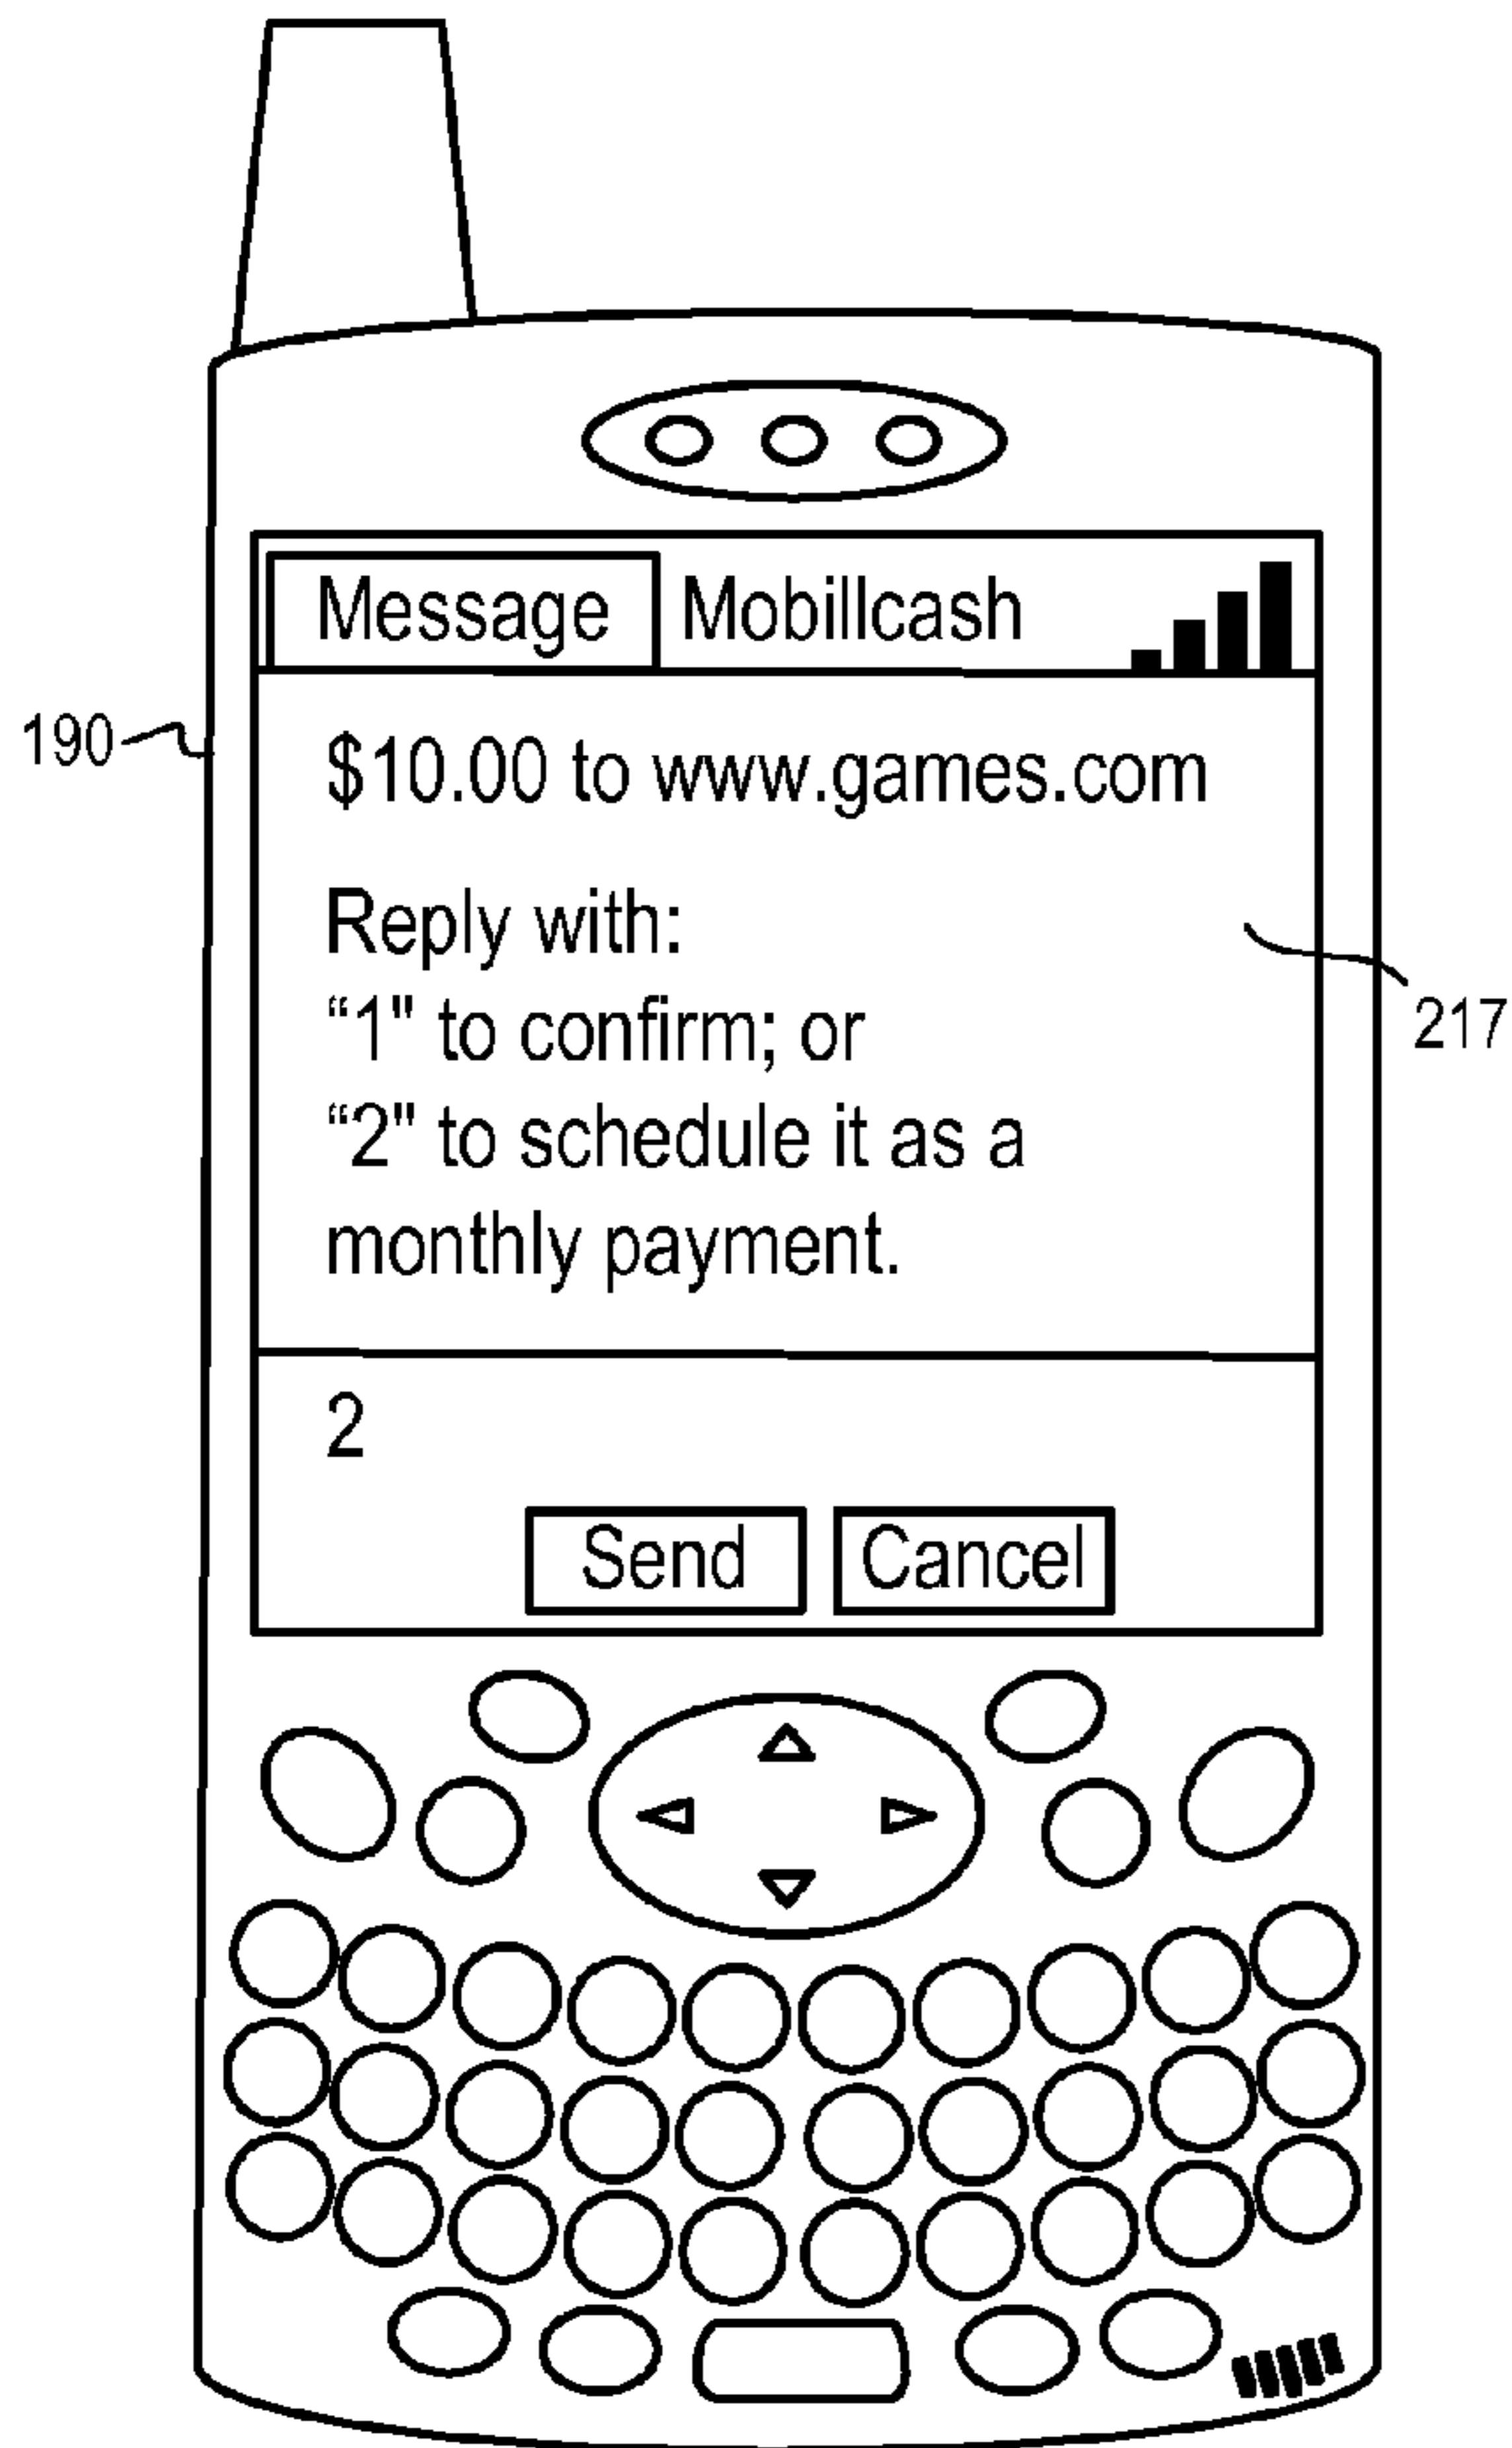 Message Mobillcash
190
$10.00 to www.games.com
Reply with:
“1" to confirm; or
217
“2" to schedule it as a
monthly payment.
2
Send Cancel